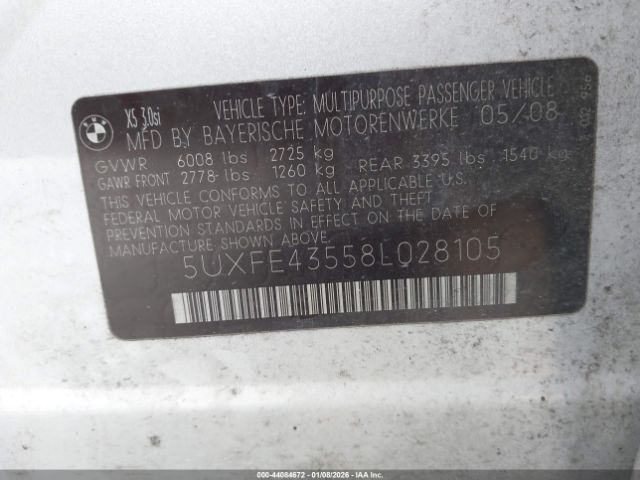 BMW
X5 3.0si
VEHICLE TYPE: MULTIPURPOSE PASSENGER VEHICLE
MFD BY BAYERISCHE MOTORENWERKE 05/08
GVWR 6008 lbs 2725 kg
GAWR FRONT 2778 lbs 1260 kg REAR 3395 lbs 1540 kg
THIS VEHICLE CONFORMS TO ALL APPLICABLE U.S.
FEDERAL MOTOR VEHICLE SAFETY AND THEFT
PREVENTION STANDARDS IN EFFECT ON THE DATE OF
MANUFACTURE SHOWN ABOVE.
5UXFE43558L028105
000-44084672 - 01/08/2026 - IAA Copart